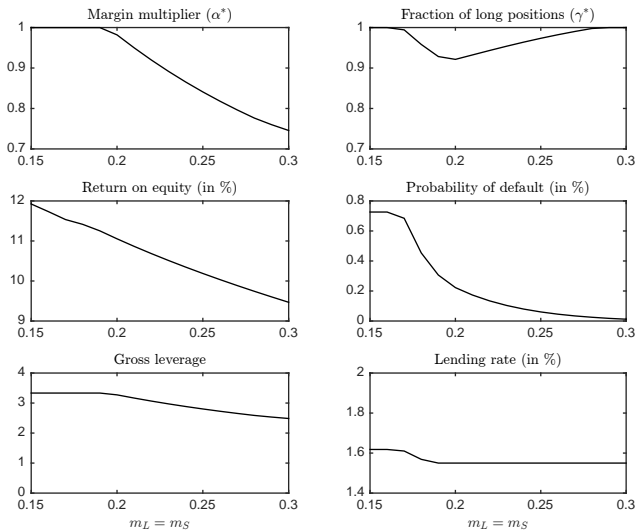 Margin multiplier (α*)
1
0.9
0.8
0.7
0.15 0.2 0.25 0.3
Fraction of long positions (γ*)
1
0.9
0.8
0.7
0.15 0.2 0.25 0.3
Return on equity (in %)
12
11
10
9
0.15 0.2 0.25 0.3
Probability of default (in %)
0.8
0.6
0.4
0.2
0
0.15 0.2 0.25 0.3
Gross leverage
4
3
2
1
0
0.15 0.2 0.25 0.3
m_L = m_S
Lending rate (in %)
2
1.8
1.6
1.4
0.15 0.2 0.25 0.3
m_L = m_S